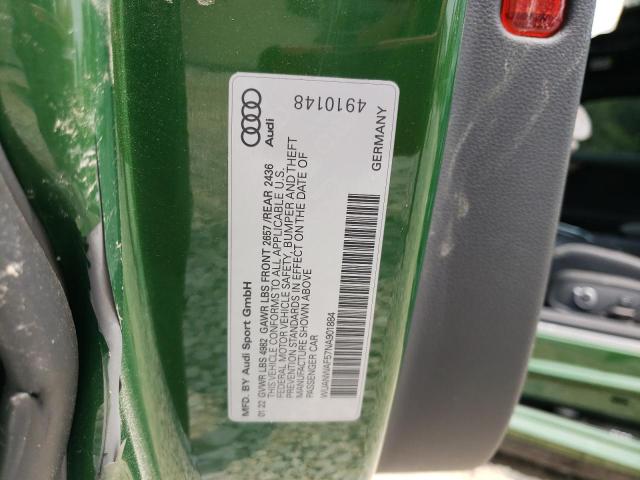 MFD. BY Audi Sport GmbH
01 22 GVWR LBS 4982 GAWR LBS FRONT 2657 /REAR 2436
THIS VEHICLE CONFORMS TO ALL APPLICABLE U.S.
FEDERAL MOTOR VEHICLE SAFETY, BUMPER AND THEFT
PREVENTION STANDARDS IN EFFECT ON THE DATE OF
MANUFACTURE SHOWN ABOVE
PASSENGER CAR
WUANWAF57NA901884
GERMANY
Audi
4910148